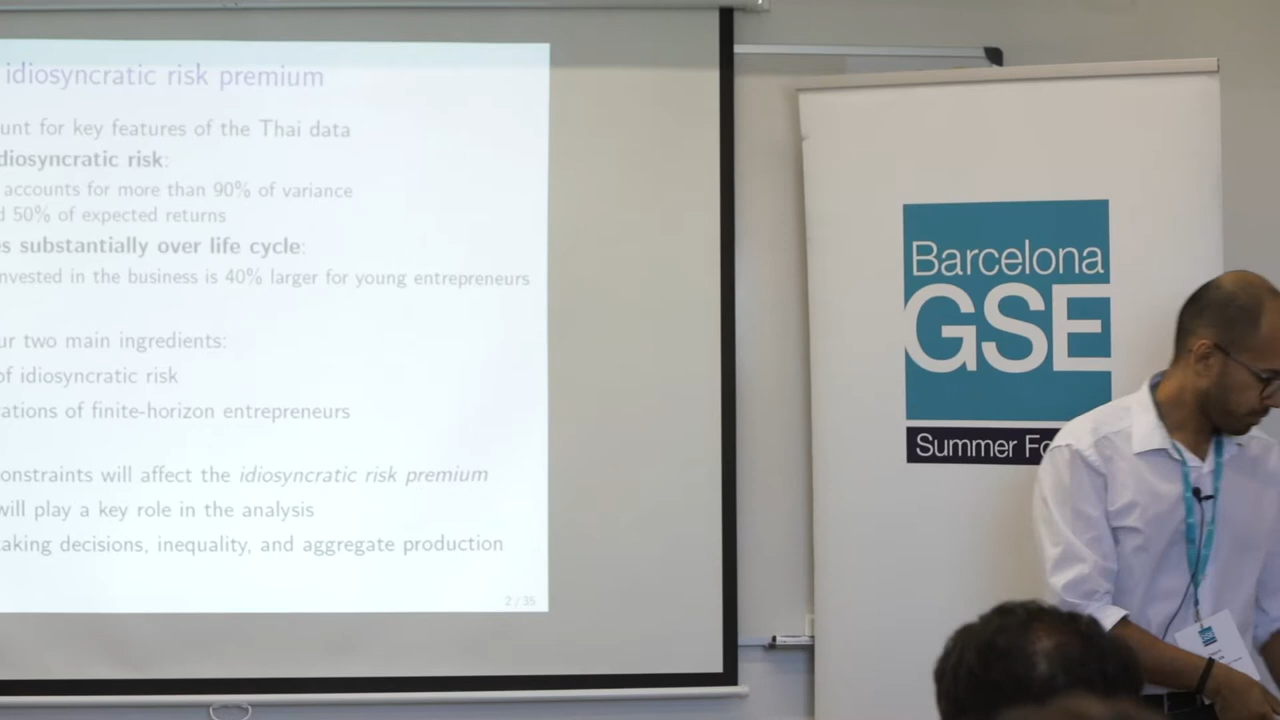 idiosyncratic risk premium
unt for key features of the Thai data
diosyncratic risk:
accounts for more than 90% of variance
d 50% of expected returns
es substantially over life cycle:
nvested in the business is 40% larger for young entrepreneurs
ur two main ingredients:
of idiosyncratic risk
rations of finite-horizon entrepreneurs
onstraints will affect the idiosyncratic risk premium
will play a key role in the analysis
aking decisions, inequality, and aggregate production
2 / 35
Barcelona
GSE
Summer Fo